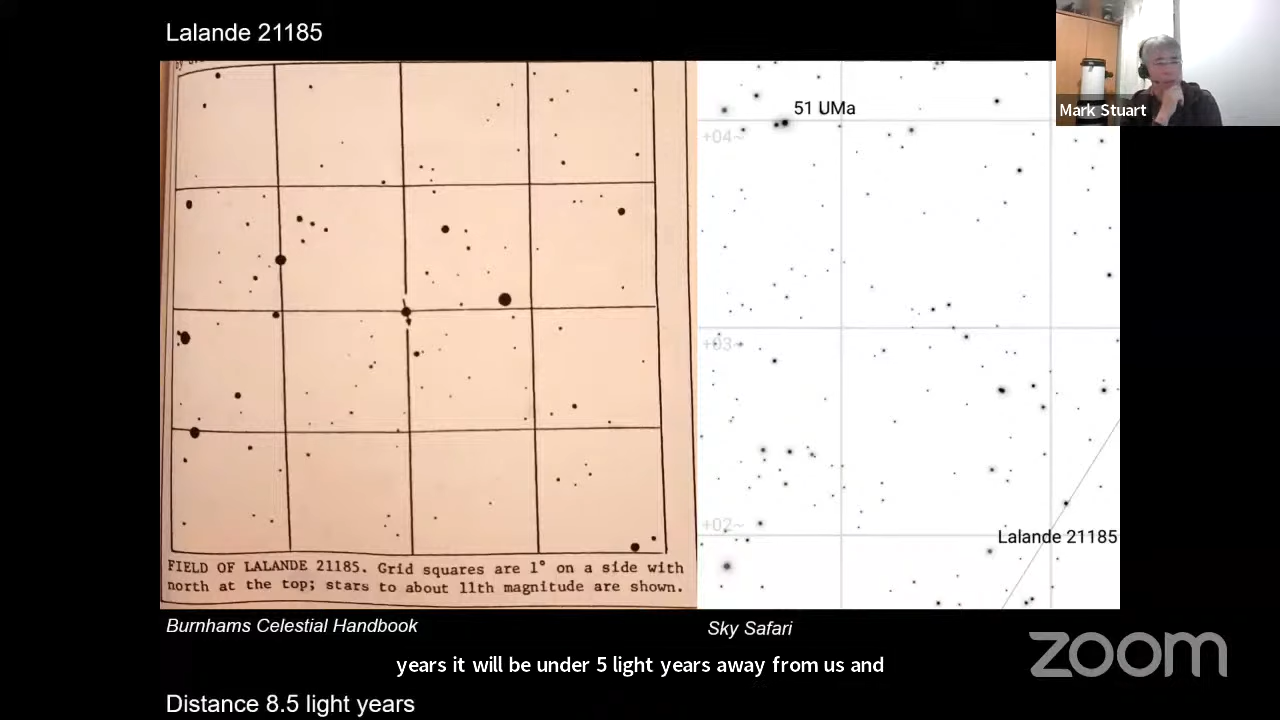 Lalande 21185
Mark Stuart
51 UMa
+04~
+03~
+02~
Lalande 21185
FIELD OF LALANDE 21185. Grid squares are 1° on a side with
north at the top; stars to about 11th magnitude are shown.
Burnhams Celestial Handbook
Sky Safari
years it will be under 5 light years away from us and
zoom
Distance 8.5 light years